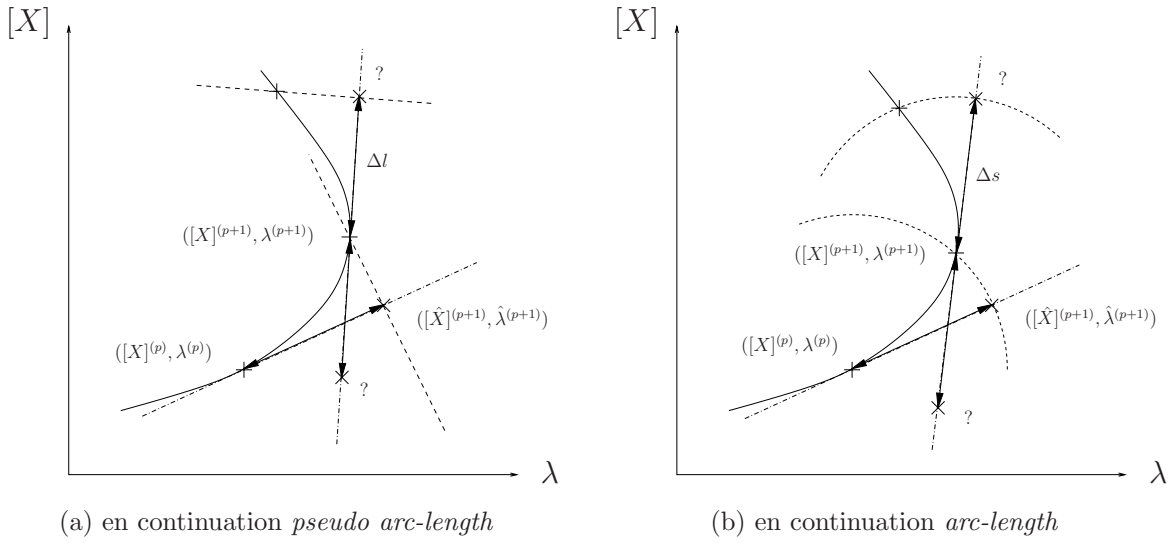 [X]
?
Δl
([X]^{(p+1)}, λ^{(p+1)})
([X̂]^{(p+1)}, λ̂^{(p+1)})
([X]^{(p)}, λ^{(p)})
?
λ
(a) en continuation pseudo arc-length
[X]
?
Δs
([X]^{(p+1)}, λ^{(p+1)})
([X̂]^{(p+1)}, λ̂^{(p+1)})
([X]^{(p)}, λ^{(p)})
?
λ
(b) en continuation arc-length